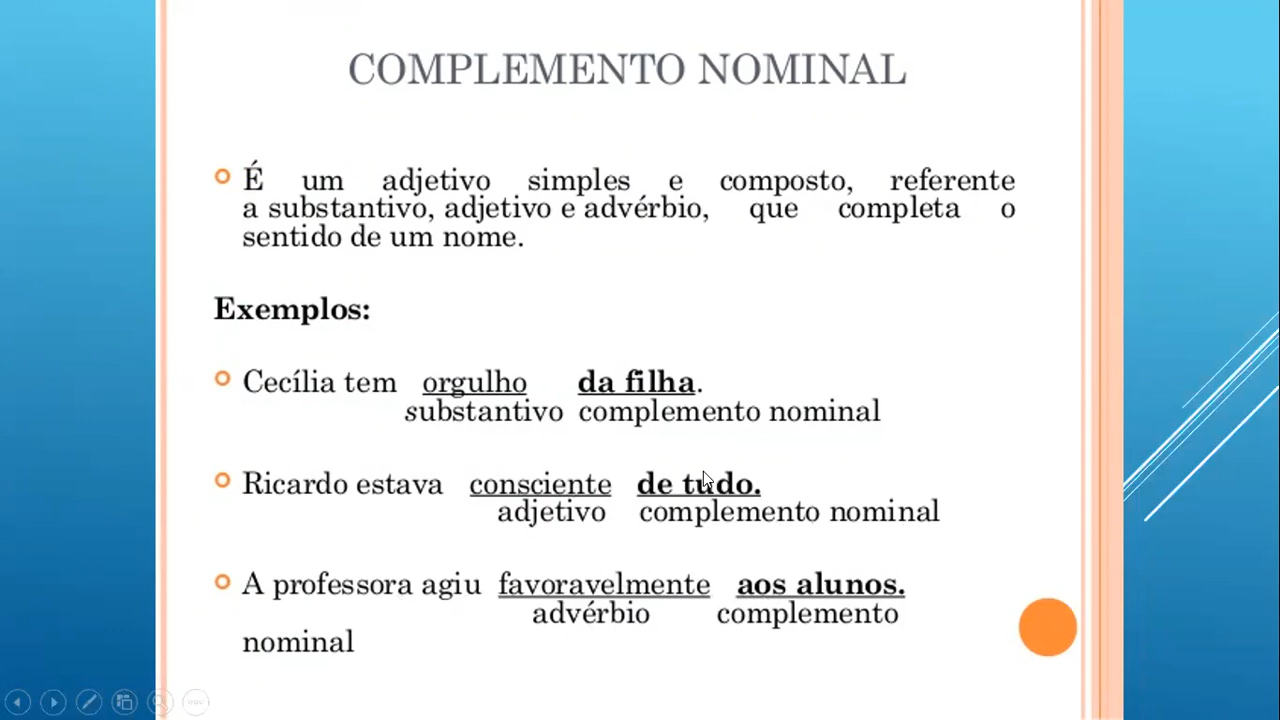 COMPLEMENTO NOMINAL
É um adjetivo simples e composto, referente
a substantivo, adjetivo e advérbio, que completa o
sentido de um nome.
Exemplos:
Cecília tem orgulho da filha.
substantivo complemento nominal
Ricardo estava consciente de tudo.
adjetivo complemento nominal
A professora agiu favoravelmente aos alunos.
advérbio complemento
nominal